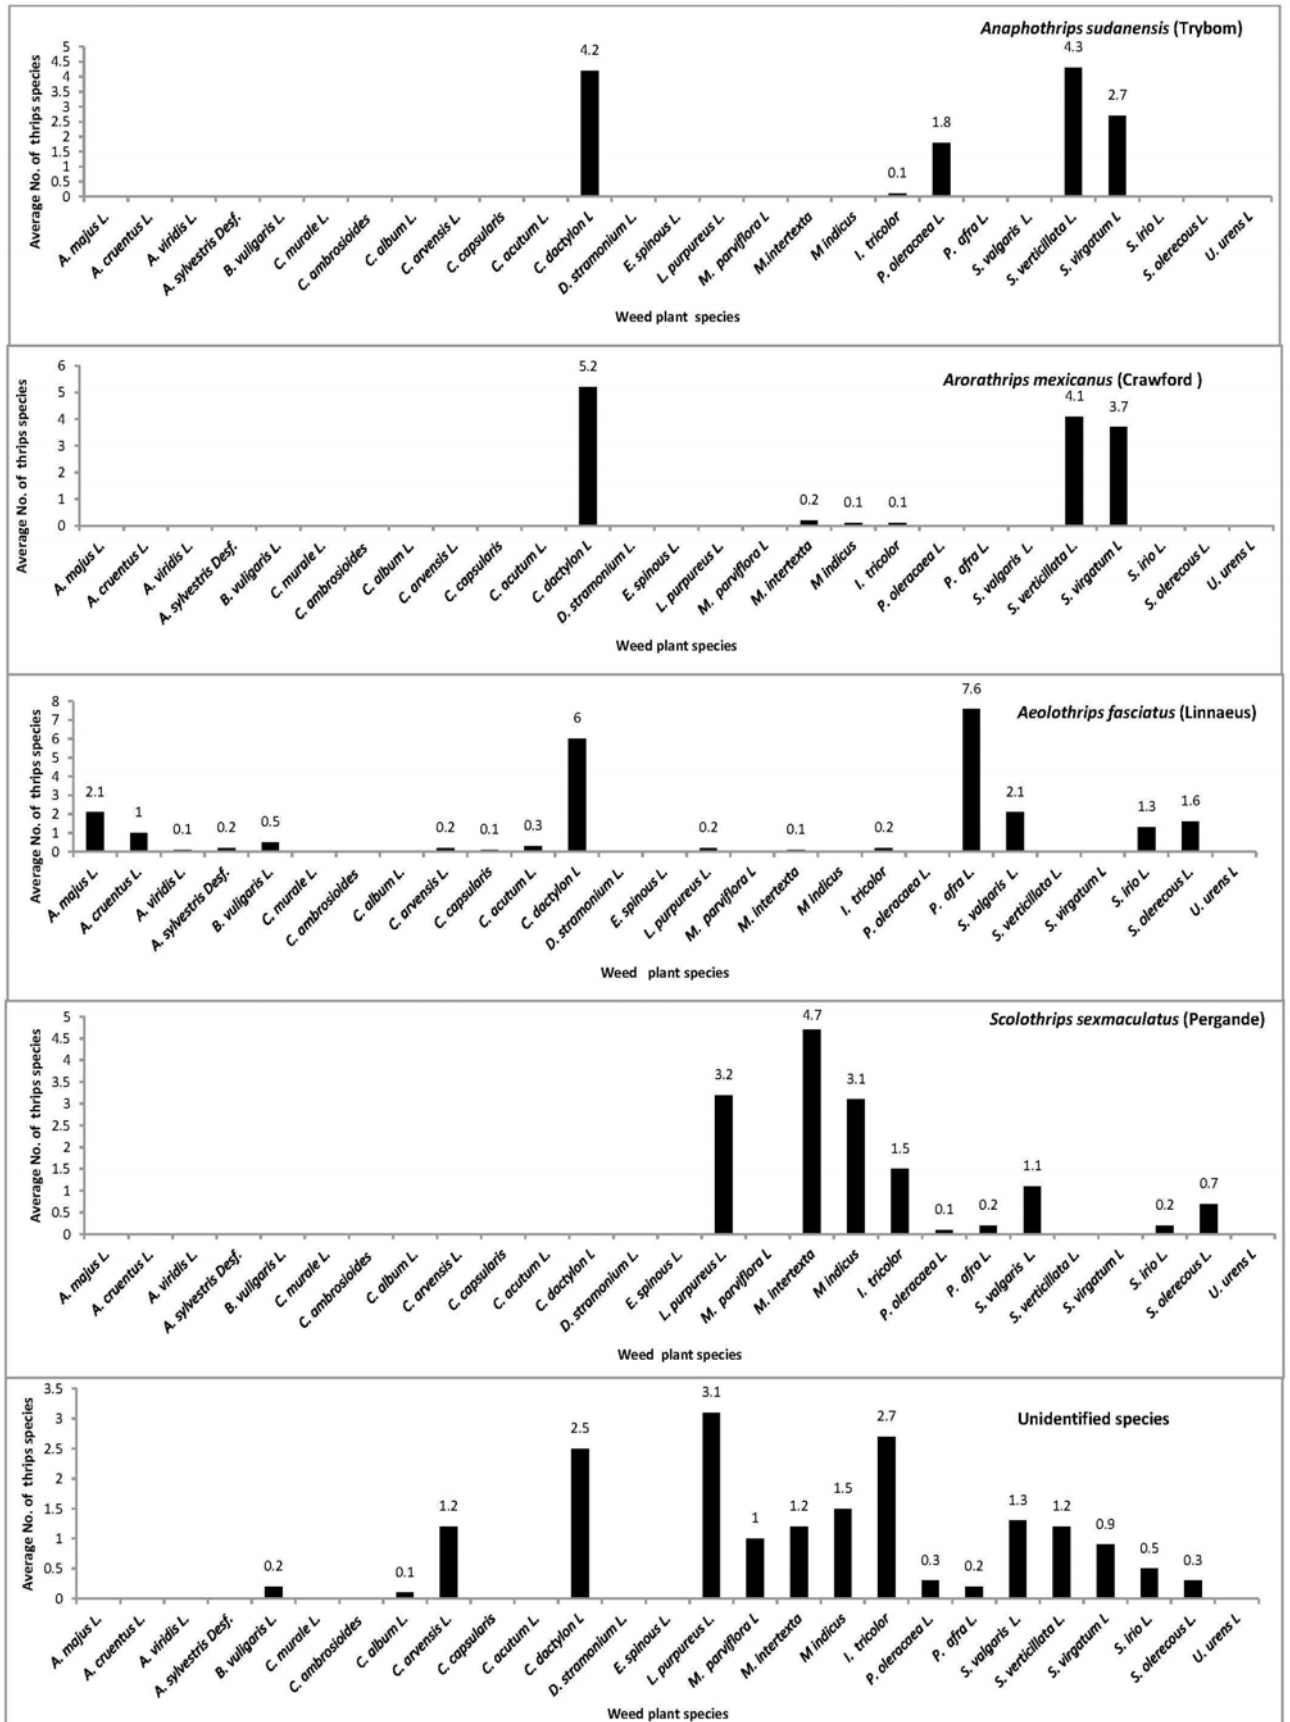 Anaphothrips sudanensis (Trybom)
Average No. of thrips species
5
4.5
4
3.5
3
2.5
2
1.5
1
0.5
0
4.2
0.1
1.8
4.3
2.7
A. majus L.
A. cruentus L.
A. viridis L.
A. sylvestris Desf.
B. vuligaris L.
C. murale L.
C. ambrosioides
C. album L.
C. arvensis L.
C. capsularis
C. acutum L.
C. dactylon L
D. stramonium L.
E. spinous L.
L. purpureus L.
M. parviflora L
M.intertexta
M indicus
I. tricolor
P. oleracaea L.
P. afra L.
S. valgaris L.
S. verticillata L.
S. virgatum L
S. irio L.
S. olerecous L.
U. urens L
Weed plant species
Arorathrips mexicanus (Crawford )
Average No. of thrips species
6
5
4
3
2
1
0
5.2
0.2
0.1
0.1
4.1
3.7
A. majus L.
A. cruentus L.
A. viridis L.
A. sylvestris Desf.
B. vuligaris L.
C. murale L.
C. ambrosioides
C. album L.
C. arvensis L.
C. capsularis
C. acutum L.
C. dactylon L
D. stramonium L.
E. spinous L.
L. purpureus L.
M. parviflora L
M. intertexta
M indicus
I. tricolor
P. oleracaea L.
P. afra L.
S. valgaris L.
S. verticillata L.
S. virgatum L
S. irio L.
S. olerecous L.
U. urens L
Weed plant species
Aeolothrips fasciatus (Linnaeus)
Average No. of thrips species
8
7
6
5
4
3
2
1
0
2.1
1
0.1
0.2
0.5
0.2
0.1
0.3
6
0.2
0.1
0.2
7.6
2.1
1.3
1.6
A. majus L.
A. cruentus L.
A. viridis L.
A. sylvestris Desf.
B. vuligaris L.
C. murale L.
C. ambrosioides
C. album L.
C. arvensis L.
C. capsularis
C. acutum L.
C. dactylon L
D. stramonium L.
E. spinous L.
L. purpureus L.
M. parviflora L
M. intertexta
M indicus
I. tricolor
P. oleracaea L.
P. afra L.
S. valgaris L.
S. verticillata L.
S. virgatum L
S. irio L.
S. olerecous L.
U. urens L
Weed plant species
Scolothrips sexmaculatus (Pergande)
Average No. of thrips species
5
4.5
4
3.5
3
2.5
2
1.5
1
0.5
0
3.2
4.7
3.1
1.5
0.1
0.2
1.1
0.2
0.7
A. majus L.
A. cruentus L.
A. viridis L.
A. sylvestris Desf.
B. vuligaris L.
C. murale L.
C. ambrosioides
C. album L.
C. arvensis L.
C. capsularis
C. acutum L.
C. dactylon L
D. stramonium L.
E. spinous L.
L. purpureus L.
M. parviflora L
M. intertexta
M indicus
I. tricolor
P. oleracaea L.
P. afra L.
S. valgaris L.
S. verticillata L.
S. virgatum L
S. irio L.
S. olerecous L.
U. urens L
Weed plant species
Unidentified species
Average No. of thrips species
3.5
3
2.5
2
1.5
1
0.5
0
0.2
0.1
1.2
2.5
3.1
1
1.2
1.5
2.7
0.3
0.2
1.3
1.2
0.9
0.5
0.3
A. majus L.
A. cruentus L.
A. viridis L.
A. sylvestris Desf.
B. vuligaris L.
C. murale L.
C. ambrosioides
C. album L.
C. arvensis L.
C. capsularis
C. acutum L.
C. dactylon L
D. stramonium L.
E. spinous L.
L. purpureus L.
M. parviflora L
M. intertexta
M indicus
I. tricolor
P. oleracaea L.
P. afra L.
S. valgaris L.
S. verticillata L.
S. virgatum L
S. irio L.
S. olerecous L.
U. urens L
Weed plant species